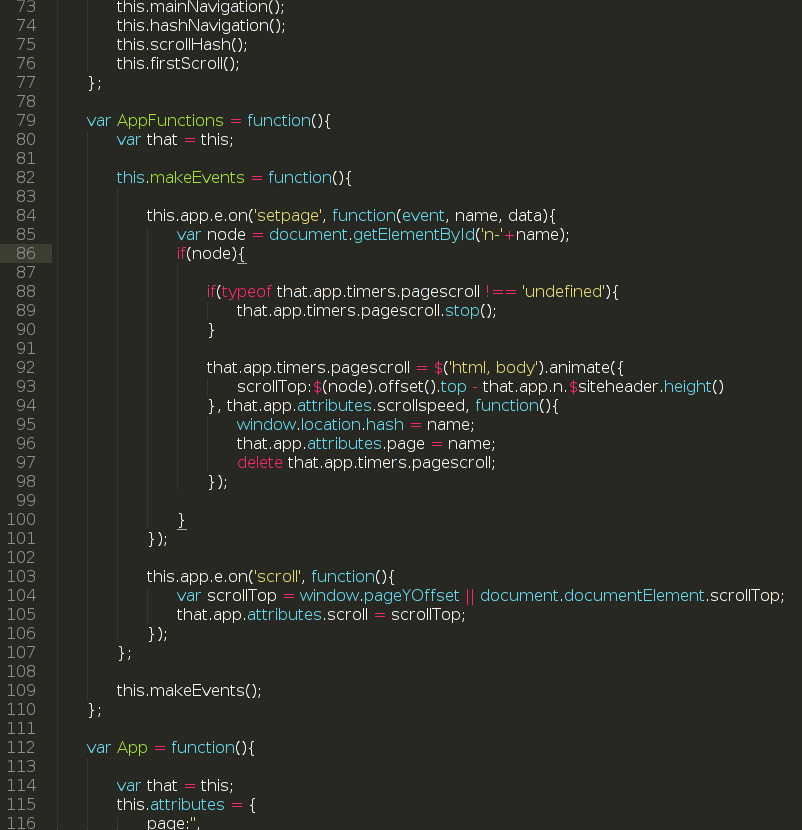 73 this.mainNavigation();
74 this.hashNavigation();
75 this.scrollHash();
76 this.firstScroll();
77 };
78
79 var AppFunctions = function(){
80 var that = this;
81
82 this.makeEvents = function(){
83
84 this.app.e.on('setpage', function(event, name, data){
85 var node = document.getElementById('n-'+name);
86 if(node){
87
88 if(typeof that.app.timers.pagescroll !== 'undefined'){
89 that.app.timers.pagescroll.stop();
90 }
91
92 that.app.timers.pagescroll = $('html, body').animate({
93 scrollTop:$(node).offset().top - that.app.n.$siteheader.height()
94 }, that.app.attributes.scrollspeed, function(){
95 window.location.hash = name;
96 that.app.attributes.page = name;
97 delete that.app.timers.pagescroll;
98 });
99
100 }
101 });
102
103 this.app.e.on('scroll', function(){
104 var scrollTop = window.pageYOffset || document.documentElement.scrollTop;
105 that.app.attributes.scroll = scrollTop;
106 });
107 };
108
109 this.makeEvents();
110 };
111
112 var App = function(){
113
114 var that = this;
115 this.attributes = {
116 page:'',